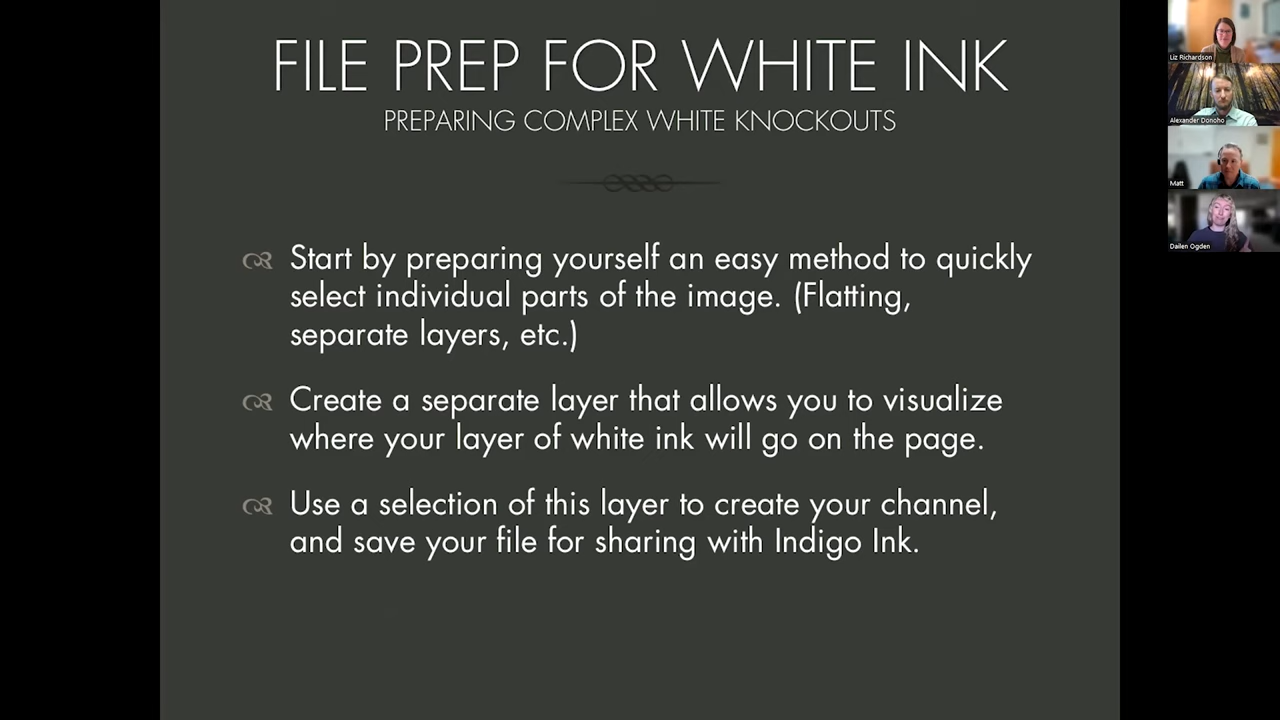 FILE PREP FOR WHITE INK
PREPARING COMPLEX WHITE KNOCKOUTS
Start by preparing yourself an easy method to quickly
select individual parts of the image. (Flatting,
separate layers, etc.)
Create a separate layer that allows you to visualize
where your layer of white ink will go on the page.
Use a selection of this layer to create your channel,
and save your file for sharing with Indigo Ink.
Liz Richardson
Alexander Donoho
Matt
Dailen Ogden